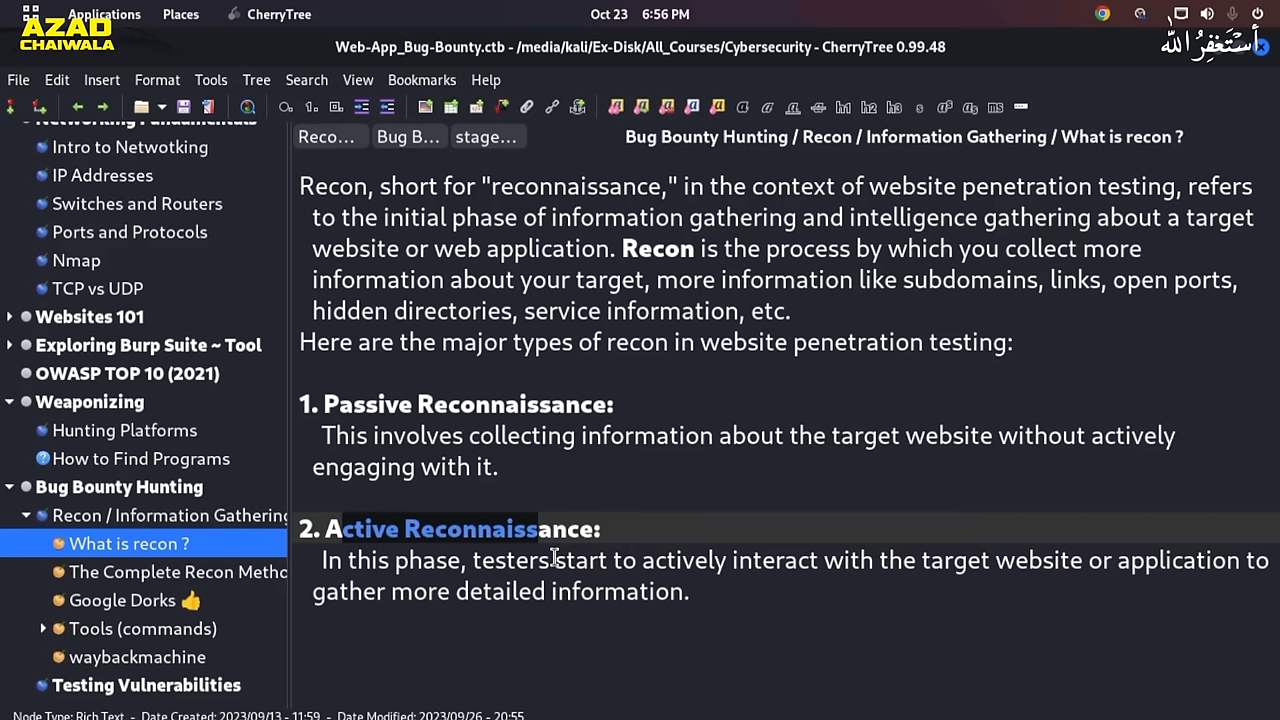 Applications Places CherryTree Oct 23 6:56 PM
AZAD
CHAIWALA
أستغفر الله
Web-App_Bug-Bounty.ctb - /media/kali/Ex-Disk/All_Courses/Cybersecurity - CherryTree 0.99.48
File Edit Insert Format Tools Tree Search View Bookmarks Help
h1 h2 h3 s ms
Networking Fundamentals
Intro to Netwotking
IP Addresses
Switches and Routers
Ports and Protocols
Nmap
TCP vs UDP
Websites 101
Exploring Burp Suite ~ Tool
OWASP TOP 10 (2021)
Weaponizing
Hunting Platforms
How to Find Programs
Bug Bounty Hunting
Recon / Information Gathering
What is recon ?
The Complete Recon Metho
Google Dorks 👍
Tools (commands)
waybackmachine
Testing Vulnerabilities
Reco... Bug B... stage... Bug Bounty Hunting / Recon / Information Gathering / What is recon ?
Recon, short for "reconnaissance," in the context of website penetration testing, refers
to the initial phase of information gathering and intelligence gathering about a target
website or web application. Recon is the process by which you collect more
information about your target, more information like subdomains, links, open ports,
hidden directories, service information, etc.
Here are the major types of recon in website penetration testing:
1. Passive Reconnaissance:
This involves collecting information about the target website without actively
engaging with it.
2. Active Reconnaissance:
In this phase, testers start to actively interact with the target website or application to
gather more detailed information.
Node Type: Rich Text - Date Created: 2023/09/13 - 11:59 - Date Modified: 2023/09/26 - 20:55